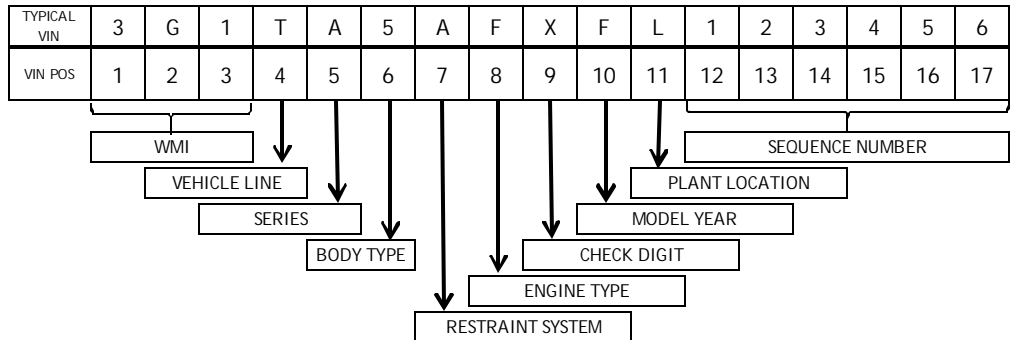 TYPICAL VIN 3 G 1 T A 5 A F X F L 1 2 3 4 5 6
VIN POS 1 2 3 4 5 6 7 8 9 10 11 12 13 14 15 16 17
WMI SEQUENCE NUMBER
VEHICLE LINE PLANT LOCATION
SERIES MODEL YEAR
BODY TYPE CHECK DIGIT
ENGINE TYPE
RESTRAINT SYSTEM